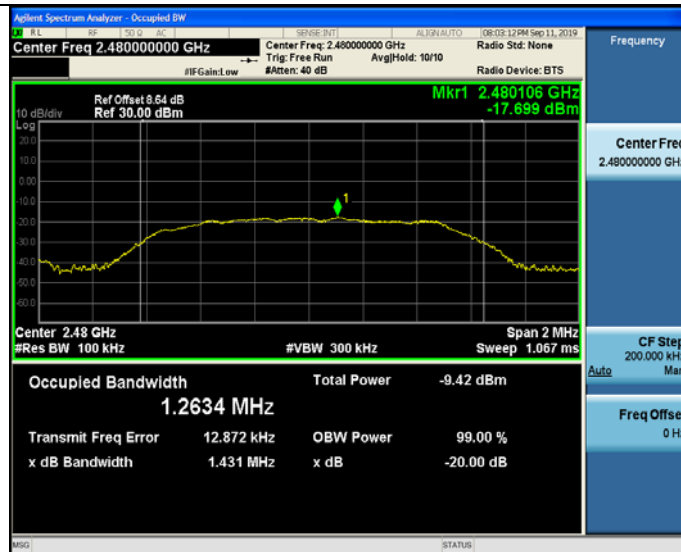 Agilent Spectrum Analyzer - Occupied BW
RL RF 50 Ω AC SENSE:INT ALIGN AUTO 08:03:12 PM Sep 11, 2019
Center Freq 2.480000000 GHz
Center Freq: 2.480000000 GHz
Radio Std: None
Trig: Free Run Avg|Hold: 10/10
#IFGain:Low #Atten: 40 dB Radio Device: BTS
Frequency
Ref Offset 8.64 dB
Mkr1 2.480106 GHz
10 dB/div Ref 30.00 dBm
-17.699 dBm
Log
20.0
10.0
0.00
-10.0
-20.0
-30.0
-40.0
-50.0
-60.0
1
Center Freq
2.480000000 GHz
Center 2.48 GHz
Span 2 MHz
#Res BW 100 kHz #VBW 300 kHz Sweep 1.067 ms
CF Step
200.000 kHz
Auto Man
Occupied Bandwidth Total Power -9.42 dBm
1.2634 MHz
Freq Offset
0 Hz
Transmit Freq Error 12.872 kHz OBW Power 99.00 %
x dB Bandwidth 1.431 MHz x dB -20.00 dB
MSG STATUS